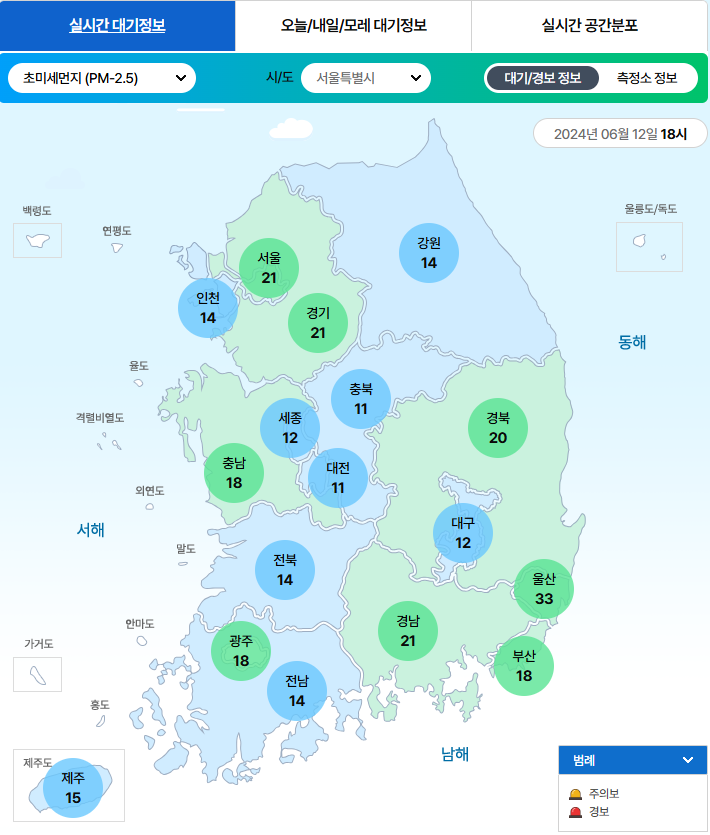 실시간 대기정보
오늘/내일/모레 대기정보
실시간 공간분포
초미세먼지 (PM-2.5)
시/도
서울특별시
대기/경보 정보
측정소 정보
2024년 06월 12일 18시
백령도
연평도
울릉도/독도
강원
14
서울
21
인천
14
경기
21
동해
율도
충북
11
격렬비열도
세종
12
경북
20
충남
18
대전
11
외연도
서해
대구
12
말도
전북
14
울산
33
안마도
경남
21
가거도
광주
18
부산
18
전남
14
홍도
남해
제주도
제주
15
범례
주의보
경보